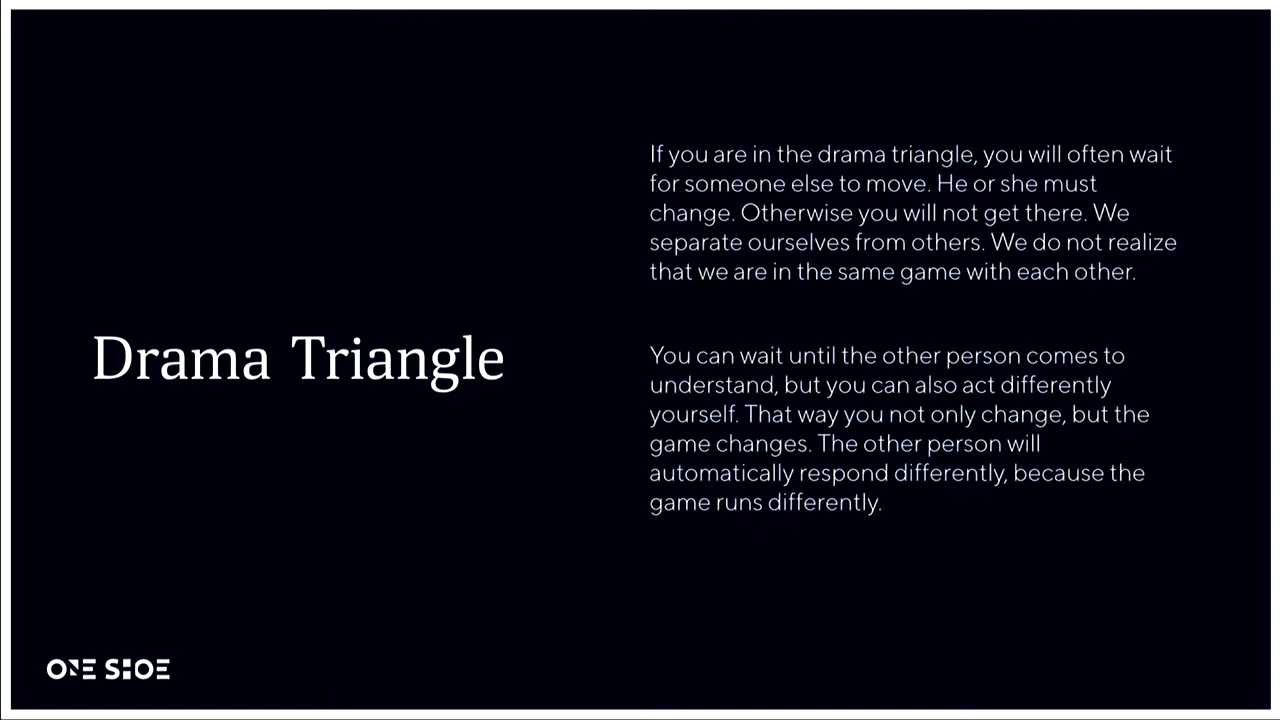 Drama Triangle
If you are in the drama triangle, you will often wait
for someone else to move. He or she must
change. Otherwise you will not get there. We
separate ourselves from others. We do not realize
that we are in the same game with each other.
You can wait until the other person comes to
understand, but you can also act differently
yourself. That way you not only change, but the
game changes. The other person will
automatically respond differently, because the
game runs differently.
ONE SHOE